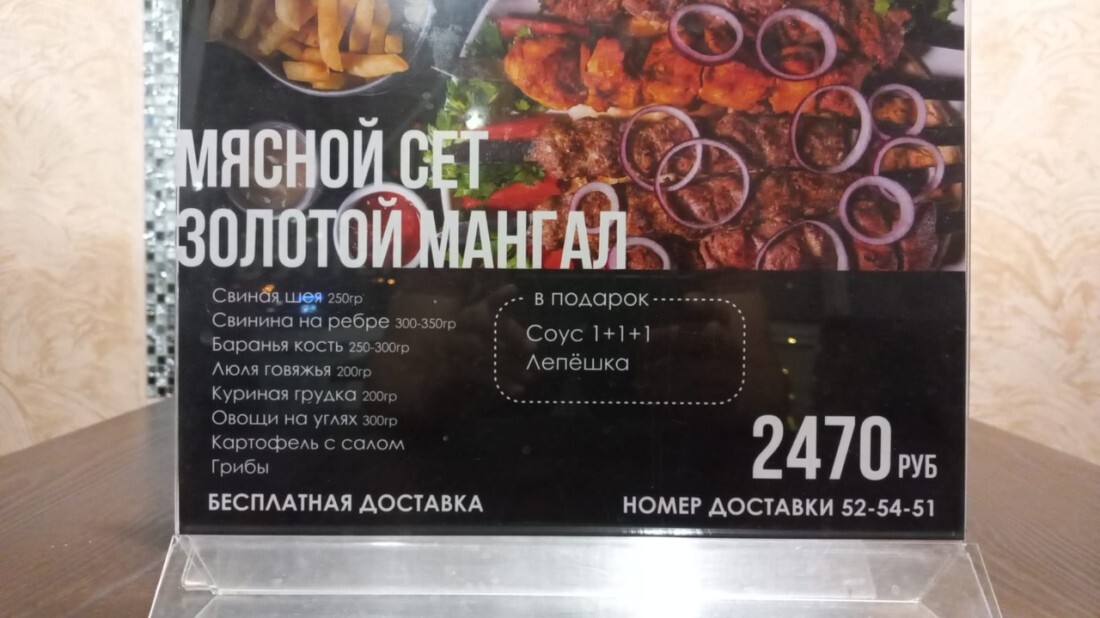 МЯСНОЙ СЕТ
ЗОЛОТОЙ МАНГАЛ
Свиная шея 250гр
Свинина на ребре 300-350гр
Баранья кость 250-300гр
Люля говяжья 200гр
Куриная грудка 200гр
Овощи на углях 300гр
Картофель с салом
Грибы
в подарок
Соус 1+1+1
Лепёшка
2470 РУБ
БЕСПЛАТНАЯ ДОСТАВКА
НОМЕР ДОСТАВКИ 52-54-51